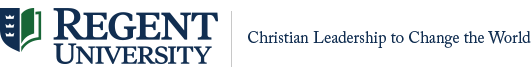 REGENT
UNIVERSITY
Christian Leadership to Change the World